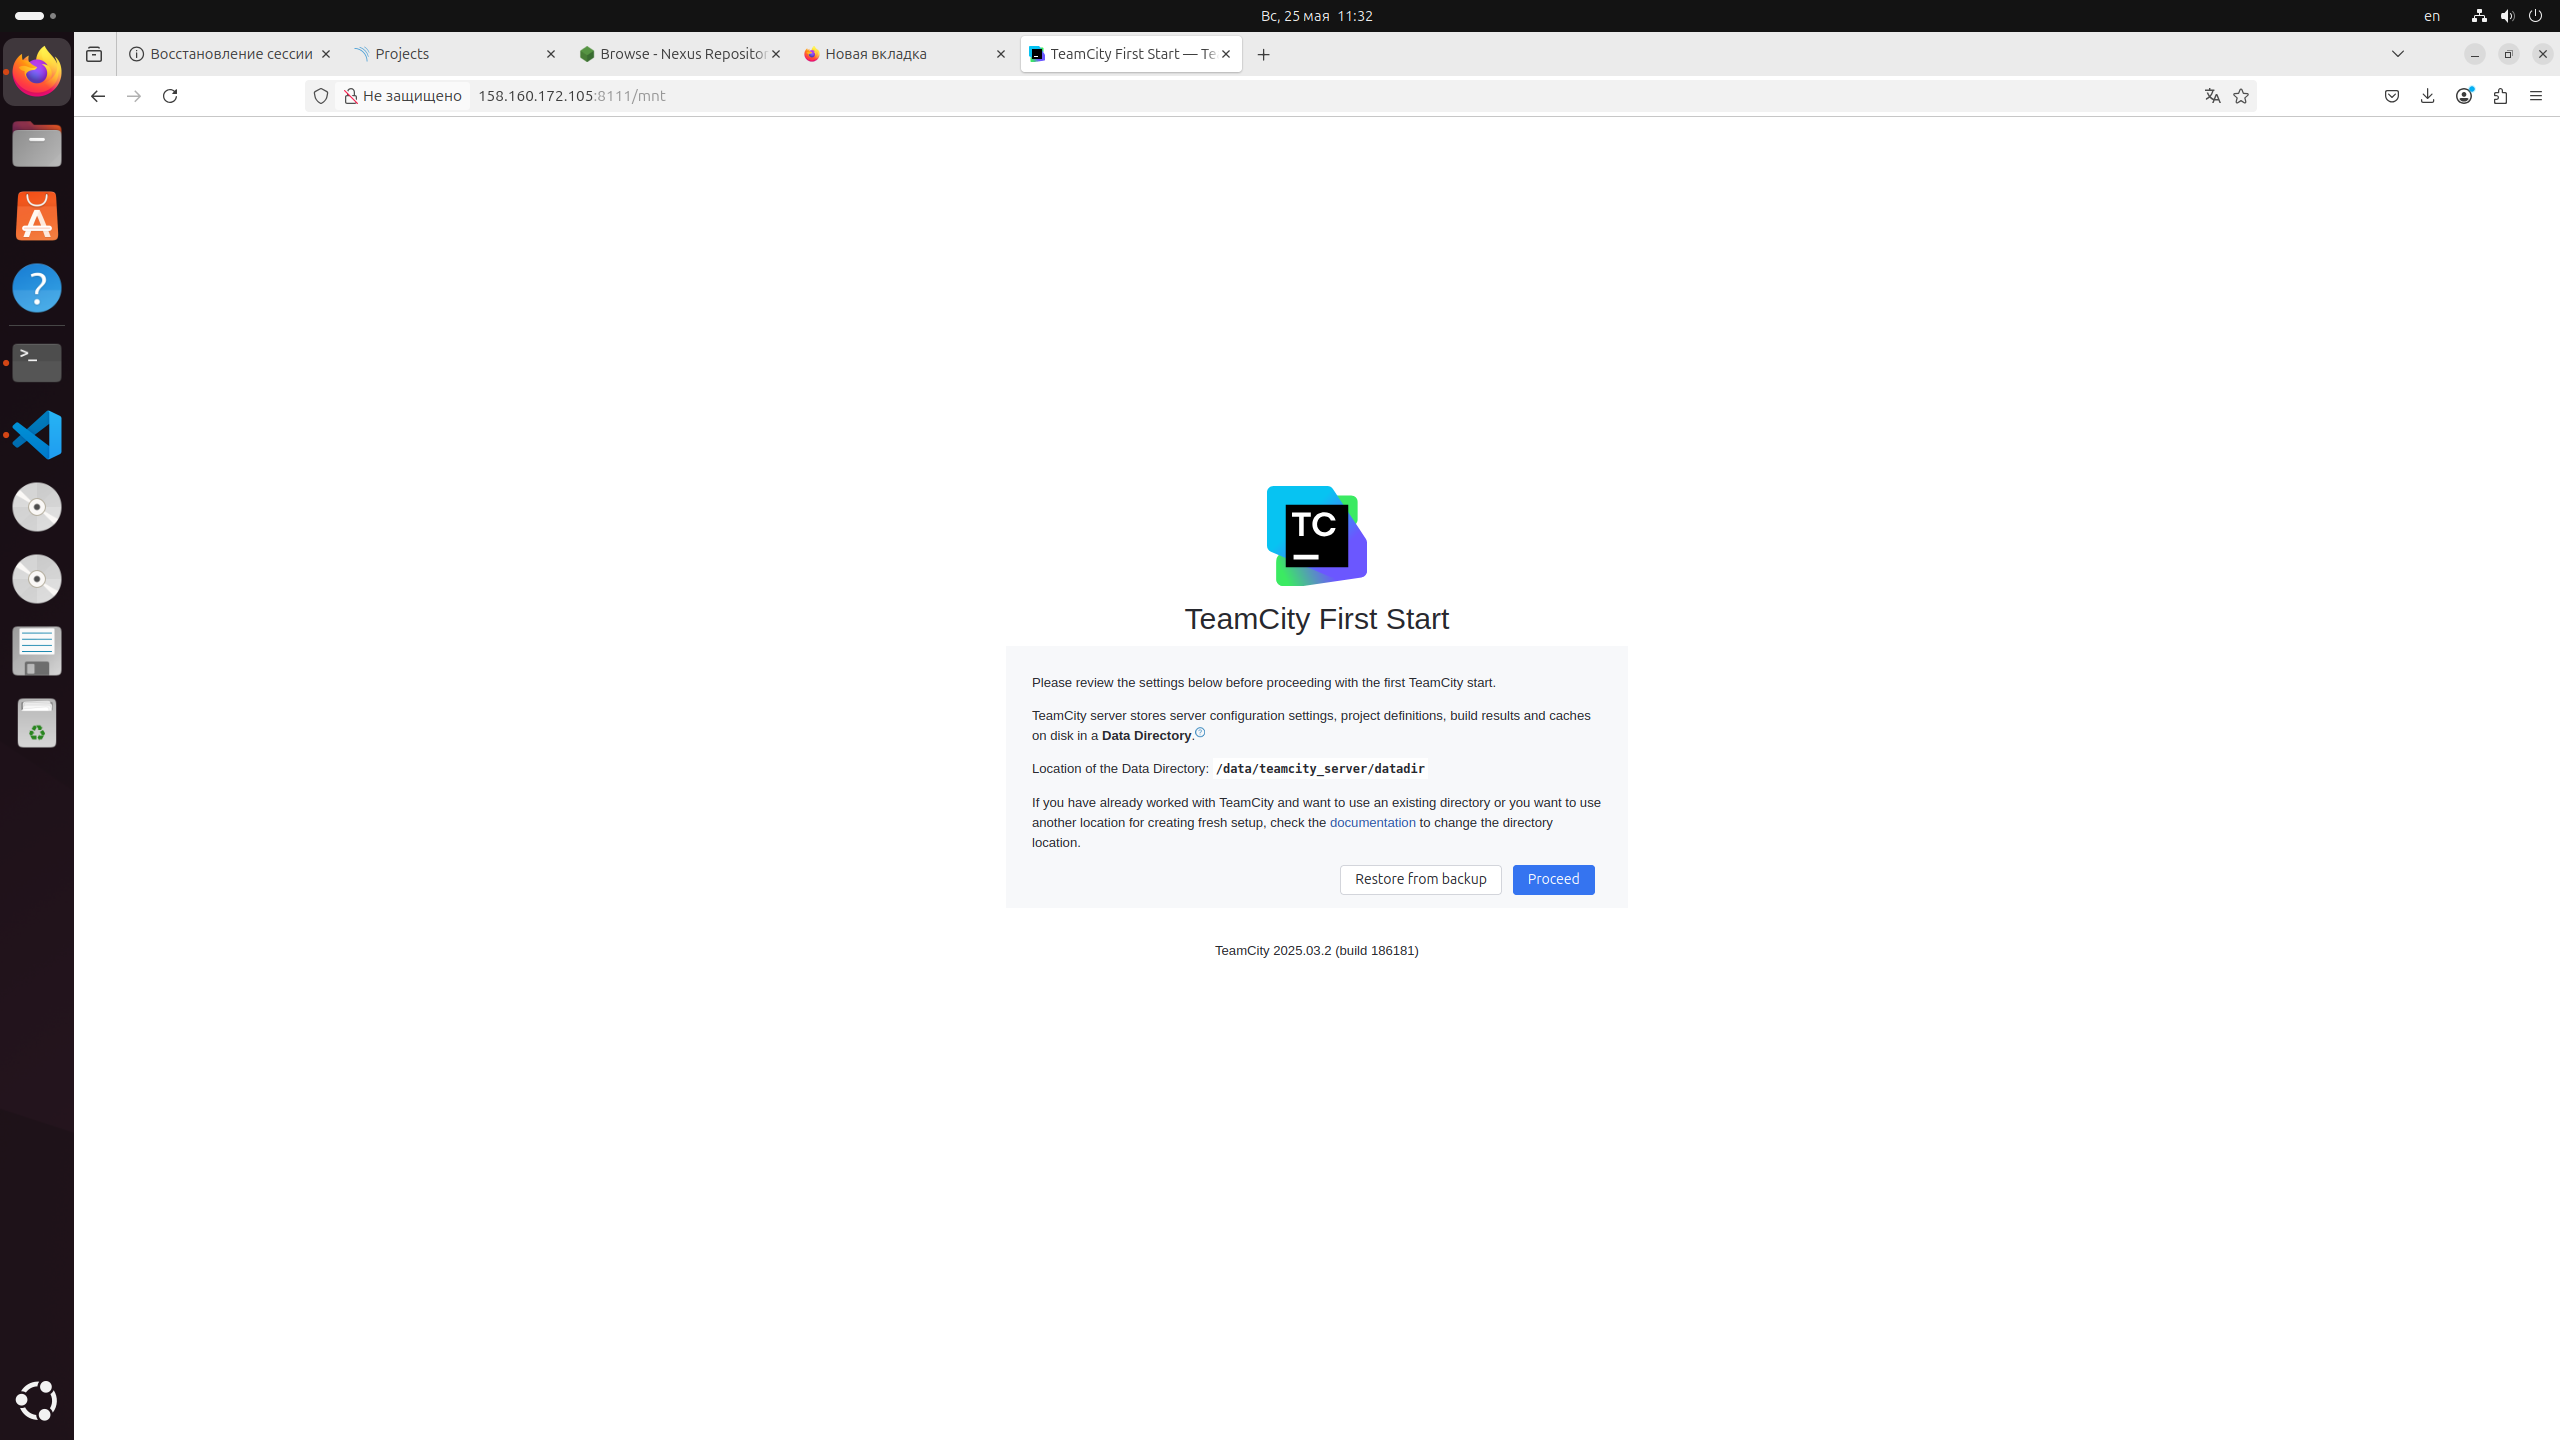 Вс, 25 мая 11:32
en
Восстановление сессии
Projects
Browse - Nexus Repositor
Новая вкладка
TeamCity First Start — Te
Не защищено
158.160.172.105:8111/mnt
TC
TeamCity First Start
Please review the settings below before proceeding with the first TeamCity start.
TeamCity server stores server configuration settings, project definitions, build results and caches
on disk in a Data Directory.
Location of the Data Directory: /data/teamcity_server/datadir
If you have already worked with TeamCity and want to use an existing directory or you want to use
another location for creating fresh setup, check the documentation to change the directory
location.
Restore from backup
Proceed
TeamCity 2025.03.2 (build 186181)